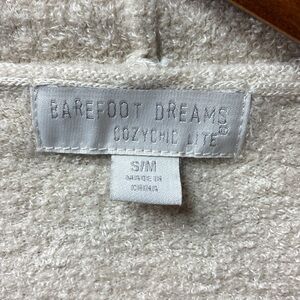 BAREFOOT DREAMS
COZYCHIC LITE®
S/M
MADE IN
CHINA